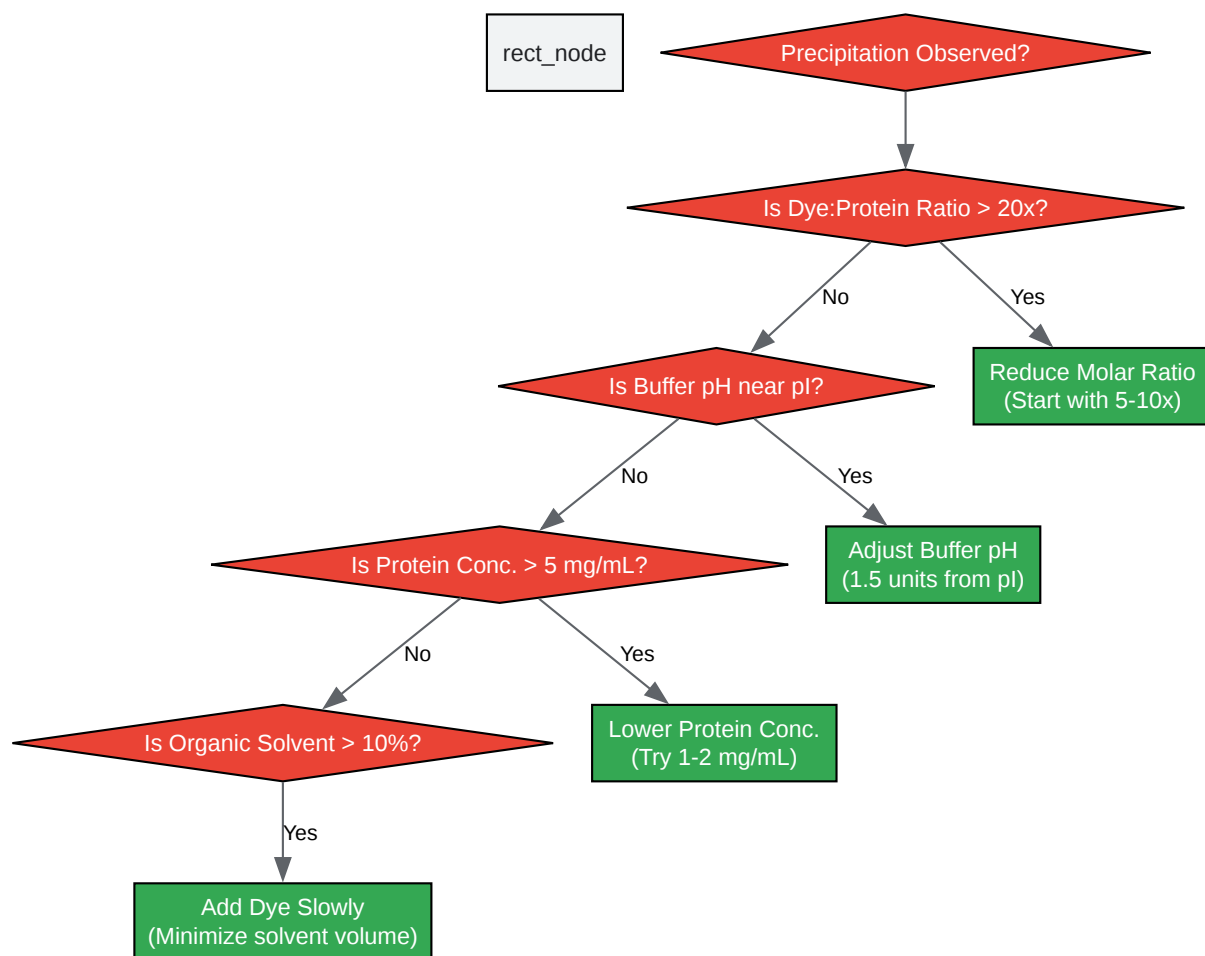 rect_node
Precipitation Observed?
Is Dye:Protein Ratio > 20x?
No
Yes
Is Buffer pH near pI?
Reduce Molar Ratio
(Start with 5-10x)
No
Yes
Is Protein Conc. > 5 mg/mL?
Adjust Buffer pH
(1.5 units from pI)
No
Yes
Is Organic Solvent > 10%?
Lower Protein Conc.
(Try 1-2 mg/mL)
Yes
Add Dye Slowly
(Minimize solvent volume)